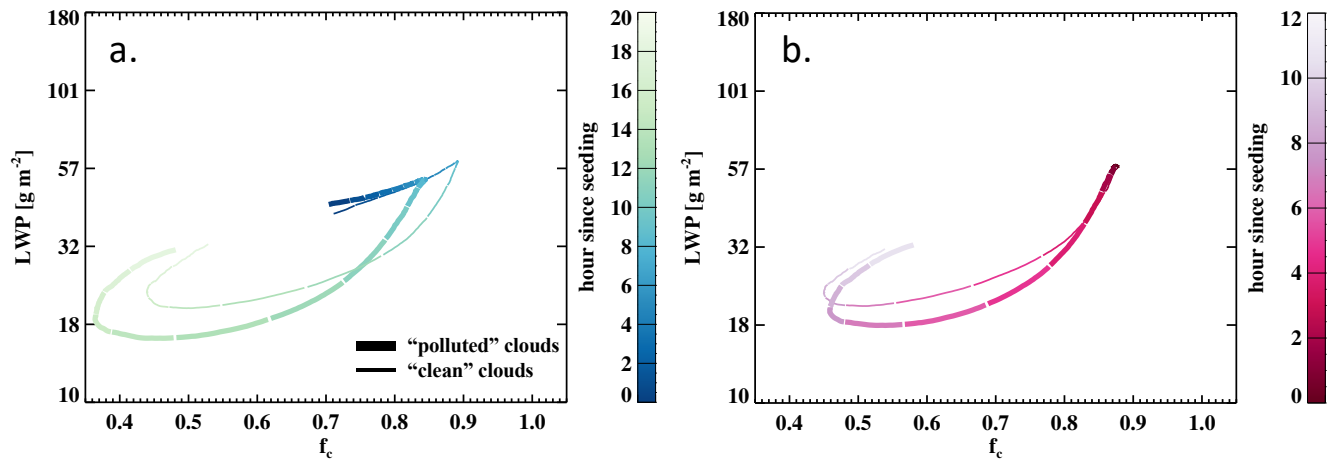 a.
180
101
57
32
18
10
LWP [g m⁻²]
0.4 0.5 0.6 0.7 0.8 0.9 1.0
f_c
"polluted" clouds
"clean" clouds
20
18
16
14
12
10
8
6
4
2
0
hour since seeding
b.
180
101
57
32
18
10
LWP [g m⁻²]
0.4 0.5 0.6 0.7 0.8 0.9 1.0
f_c
12
10
8
6
4
2
0
hour since seeding